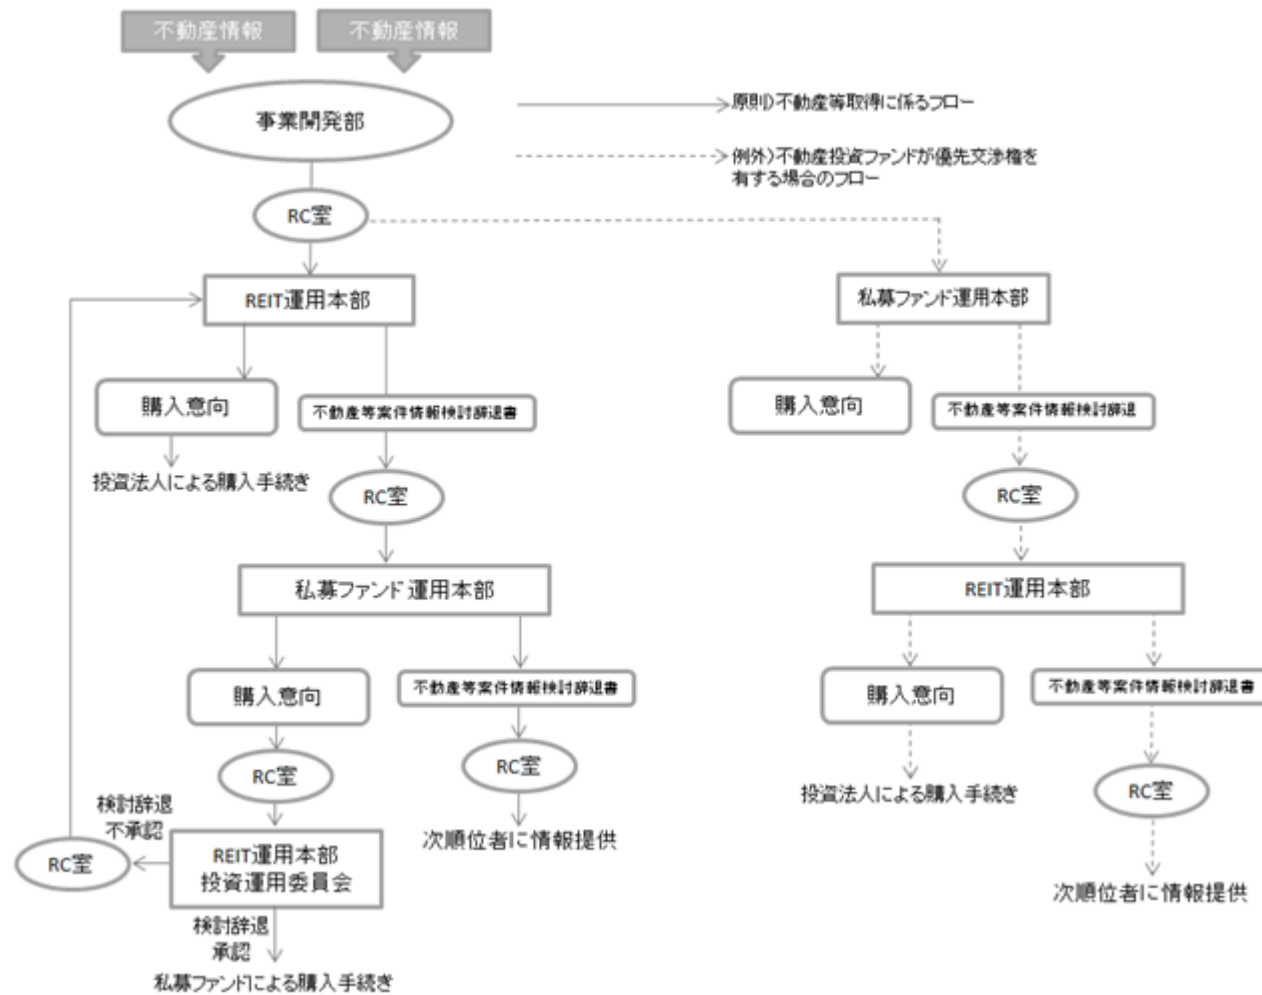 不動産情報
不動産情報
事業開発部
原則)不動産等取得に係るフロー
例外)不動産投資ファンドが優先交渉権を
有する場合のフロー
RC室
REIT運用本部
私募ファンド運用本部
購入意向
不動産等案件情報検討辞退書
購入意向
不動産等案件情報検討辞退
投資法人による購入手続き
RC室
RC室
私募ファンド運用本部
REIT運用本部
購入意向
不動産等案件情報検討辞退書
購入意向
不動産等案件情報検討辞退書
RC室
RC室
投資法人による購入手続き
RC室
検討辞退
不承認
次順位者に情報提供
RC室
REIT運用本部
投資運用委員会
次順位者に情報提供
検討辞退
承認
私募ファンドによる購入手続き